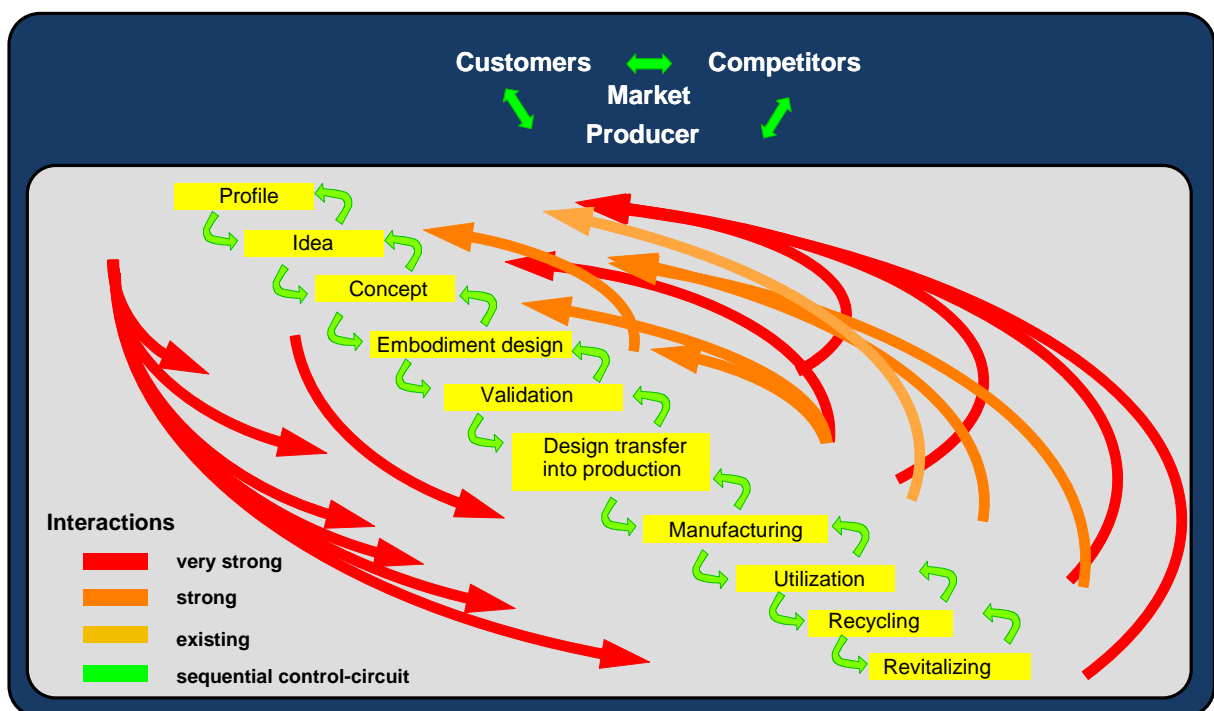 Customers Competitors
Market
Producer
Profile
Idea
Concept
Embodiment design
Validation
Design transfer
into production
Manufacturing
Utilization
Recycling
Revitalizing
Interactions
very strong
strong
existing
sequential control-circuit